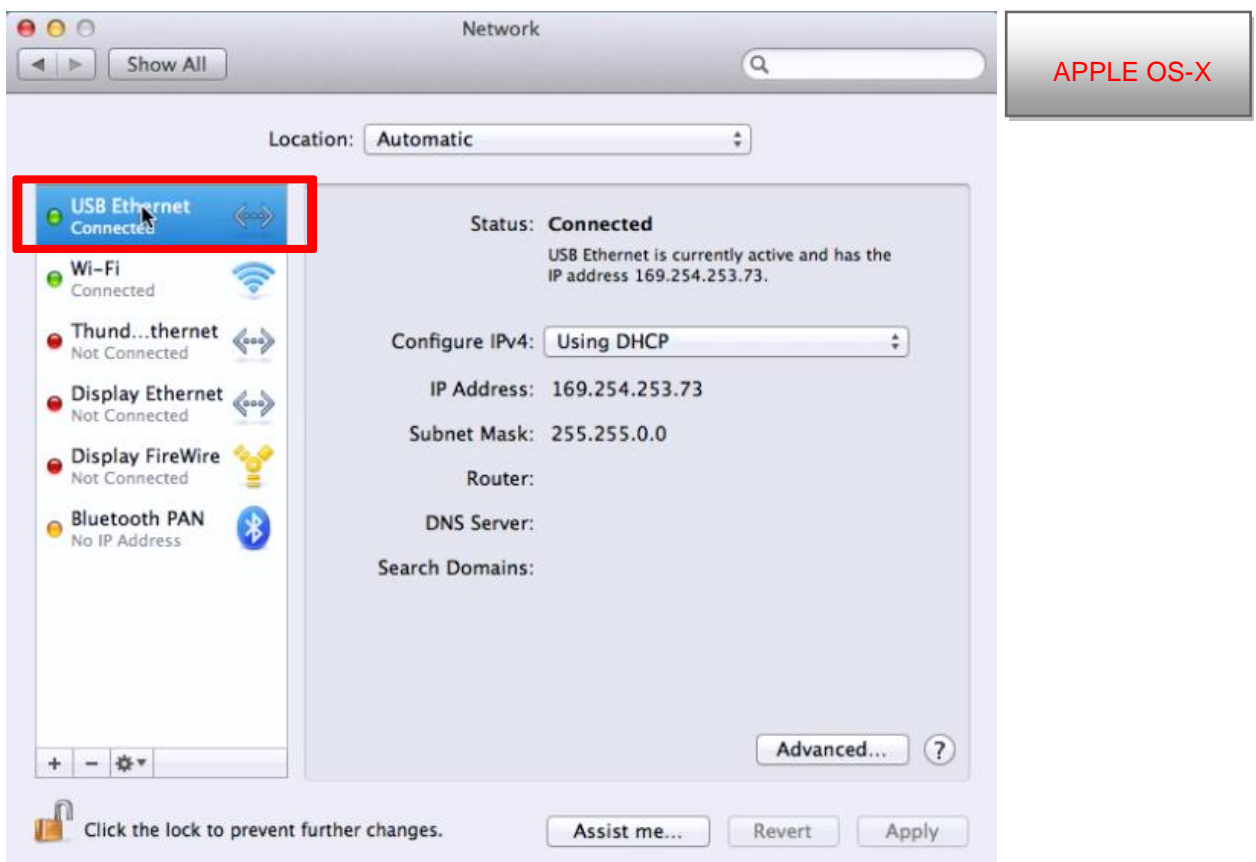 Network
Show All
APPLE OS-X
Location: Automatic
USB Ethernet
Connected
Wi-Fi
Connected
Thund...thernet
Not Connected
Display Ethernet
Not Connected
Display FireWire
Not Connected
Bluetooth PAN
No IP Address
Status: Connected
USB Ethernet is currently active and has the
IP address 169.254.253.73.
Configure IPv4: Using DHCP
IP Address: 169.254.253.73
Subnet Mask: 255.255.0.0
Router:
DNS Server:
Search Domains:
Advanced... ?
+ −
Click the lock to prevent further changes.
Assist me... Revert Apply